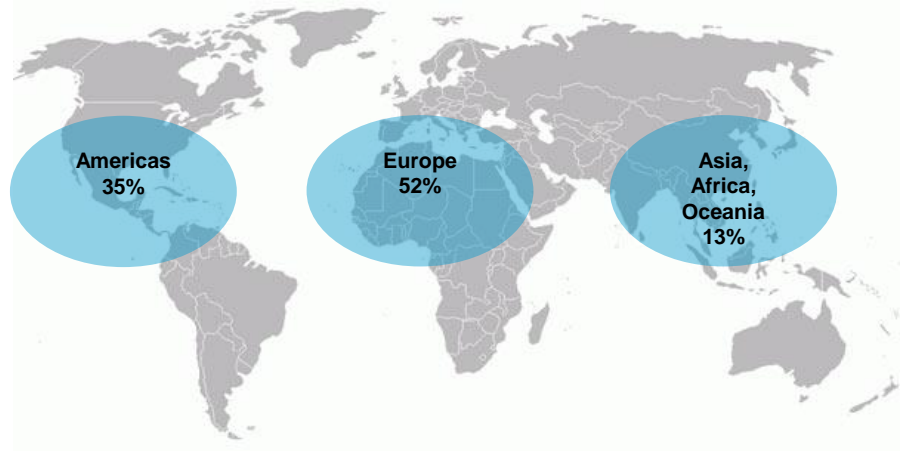 Americas
35%
Europe
52%
Asia,
Africa,
Oceania
13%